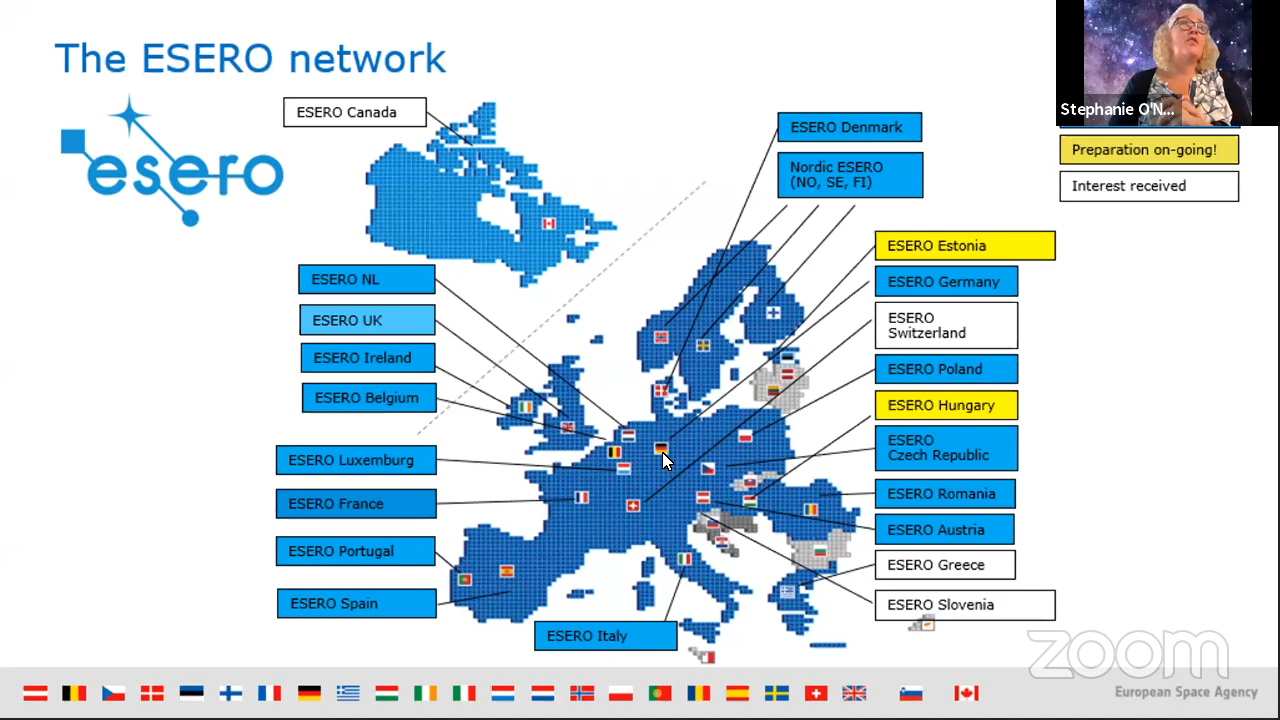 The ESERO network
esero
ESERO Canada
ESERO Denmark
Nordic ESERO
(NO, SE, FI)
Stephanie O'N...
Preparation on-going!
Interest received
ESERO NL
ESERO UK
ESERO Ireland
ESERO Belgium
ESERO Luxemburg
ESERO France
ESERO Portugal
ESERO Spain
ESERO Italy
ESERO Estonia
ESERO Germany
ESERO
Switzerland
ESERO Poland
ESERO Hungary
ESERO
Czech Republic
ESERO Romania
ESERO Austria
ESERO Greece
ESERO Slovenia
zoom
European Space Agency